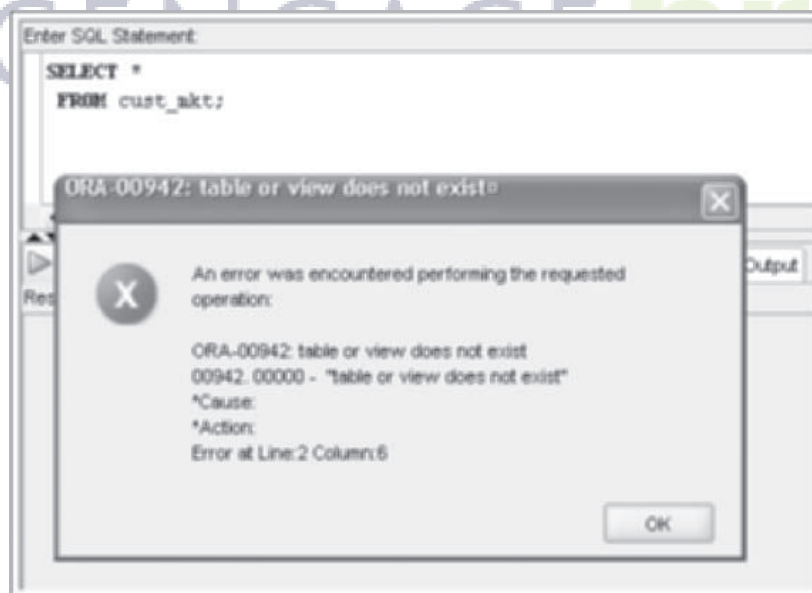 CENGAGE
Enter SQL Statement:
SELECT *
FROM cust_mkt;
ORA-00942: table or view does not exist
An error was encountered performing the requested
operation:
ORA-00942: table or view does not exist
00942. 00000 - "table or view does not exist"
*Cause:
*Action:
Error at Line:2 Column:6
OK
Output
Res